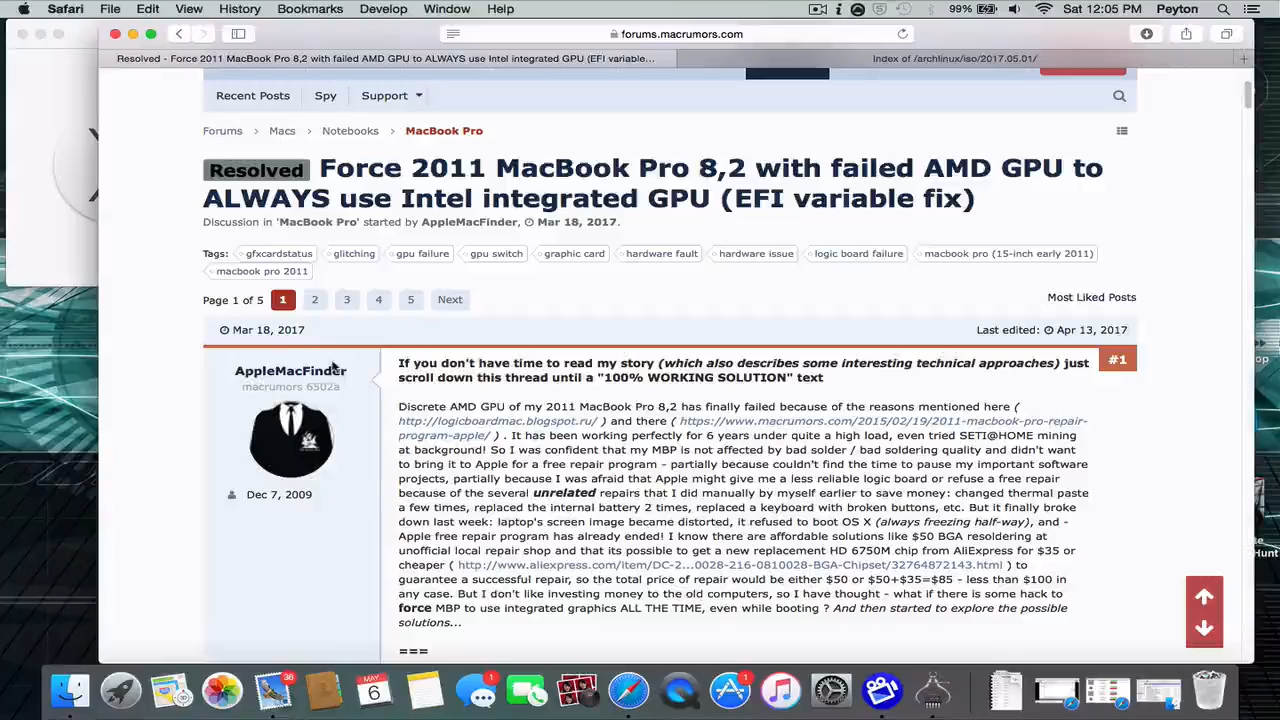 Safari File Edit View History Bookmarks Develop Window Help 99% Sat 12:05 PM Peyton
forums.macrumors.com
Resolved - Force 2011 MacBook Pro 8,2 with failed AMD GPU to ALWAYS use Intel integrated GPU (EFI variable...
Index of /archlinux/iso/2017.05.01/
Recent Posts Spy Support
Forums Macs Notebooks MacBook Pro
Resolved Force 2011 Macbook Pro 8,2 with failed AMD GPU to
ALWAYS use Intel Integrated GPU (EFI variable fix)
Discussion in 'MacBook Pro' started by AppleMacFinder, Mar 18, 2017.
Tags: gfxcardstatus glitching gpu failure gpu switch graphic card hardware fault hardware issue logic board failure macbook pro (15-inch early 2011)
macbook pro 2011
Page 1 of 5 1 2 3 4 5 Next
Most Liked Posts
Mar 18, 2017
Last edited: Apr 13, 2017
AppleMacFinder
macrumors 6502a
Dec 7, 2009
#1
If you don't have time to read my story (which also describes some interesting technical approaches) just
scroll down this thread until a "100% WORKING SOLUTION" text
Discrete AMD GPU of my 2011 MacBook Pro 8,2 has finally failed because of the reasons mentioned here (
http://logicboardmac.blogspot.ru/ ) and there ( https://www.macrumors.com/2015/02/19/2011-macbook-pro-repair-
program-apple/ ) . It has been working perfectly for 6 years under quite a high load, even tried SETI@HOME mining
at background! So I was confident that my MBP is not affected by bad solder / bad soldering quality and didn't want
to bring it to Apple for a free repair program - partially because couldn't find the time to pause my important software
projects, partially because I was afraid that Apple might give me a less reliable logic board or refuse a free repair
because of the several unrelated repairs that I did manually by myself earlier to save money: changed thermal paste
a few times, replaced the internal battery 2 times, replaced a keyboard with broken buttons, etc. But it finally broke
down last week: laptop's screen image became distorted, it refused to boot OS X (always freezing half-way), and -
Apple free repair program has already ended! I know there are affordable solutions like $50 BGA resoldering at
unofficial local repair shop and that its possible to get a new replacement HD 6750M chip from AliExpress for $35 or
cheaper ( http://www.aliexpress.com/item/DC-2...0028-216-0810028-BGA-Chipset/32764872143.html ) to
guarantee a successful repair, so the total price of repair would be either $50 or $50+$35=$85 - less than $100 in
any case. But I don't like investing money to the old computers, so I have thought - what if there is some hack to
force MBP to use integrated graphics ALL THE TIME, even while booting ? And then started to explore the possible
solutions...
===
op
te
Hunt
36
MAY
6
1